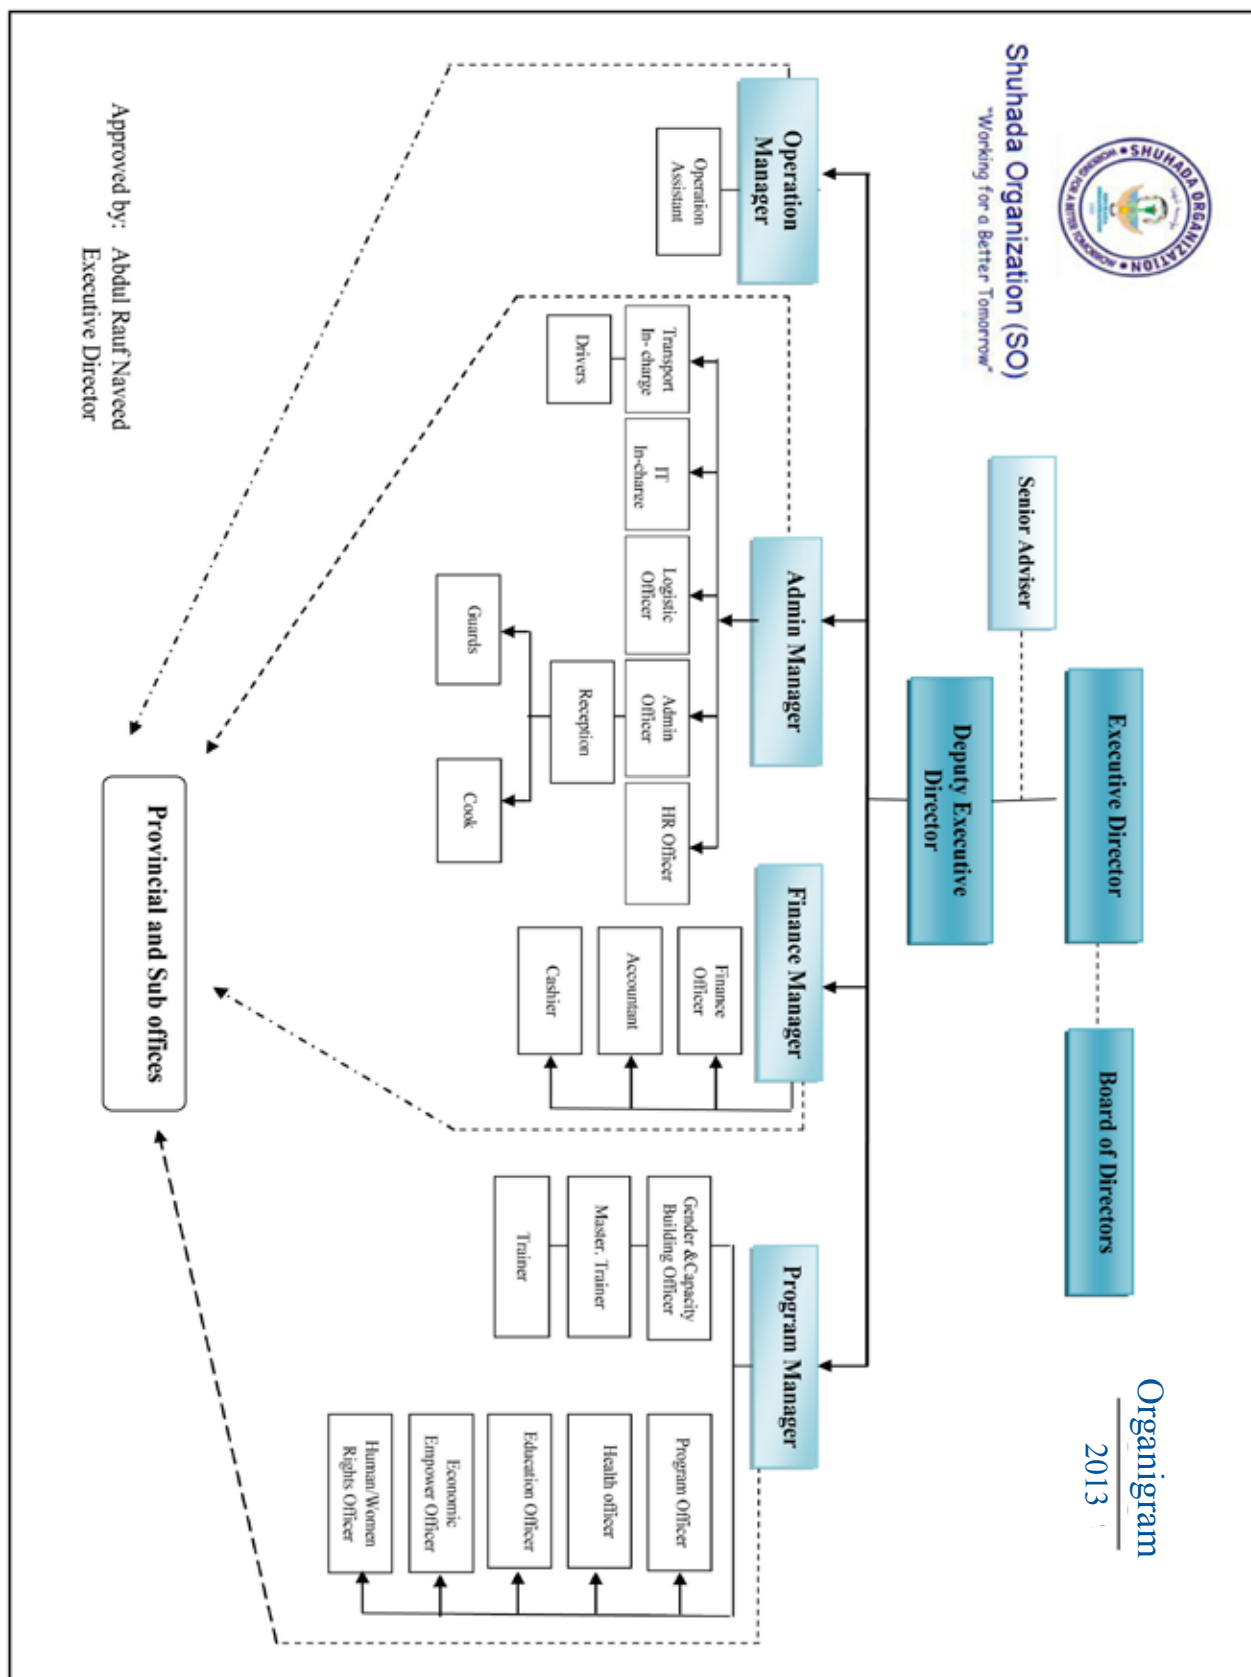 SHUHADA ORGANIZATION
WORKING FOR A BETTER TOMORROW
Shuhada Organization (SO)
"Working for a Better Tomorrow"
Organigram
2013
Executive Director
Board of Directors
Senior Adviser
Deputy Executive
Director
Operation
Manager
Admin Manager
Finance Manager
Program Manager
Operation
Assistant
Transport
In- charge
IT
In-charge
Logistic
Officer
Admin
Officer
HR Officer
Drivers
Reception
Guards
Cook
Finance
Officer
Accountant
Cashier
Gender &Capacity
Building Officer
Master. Trainer
Trainer
Program Officer
Health officer
Education Officer
Economic
Empower Officer
Human/Women
Rights Officer
Provincial and Sub offices
Approved by: Abdul Rauf Naveed
Executive Director